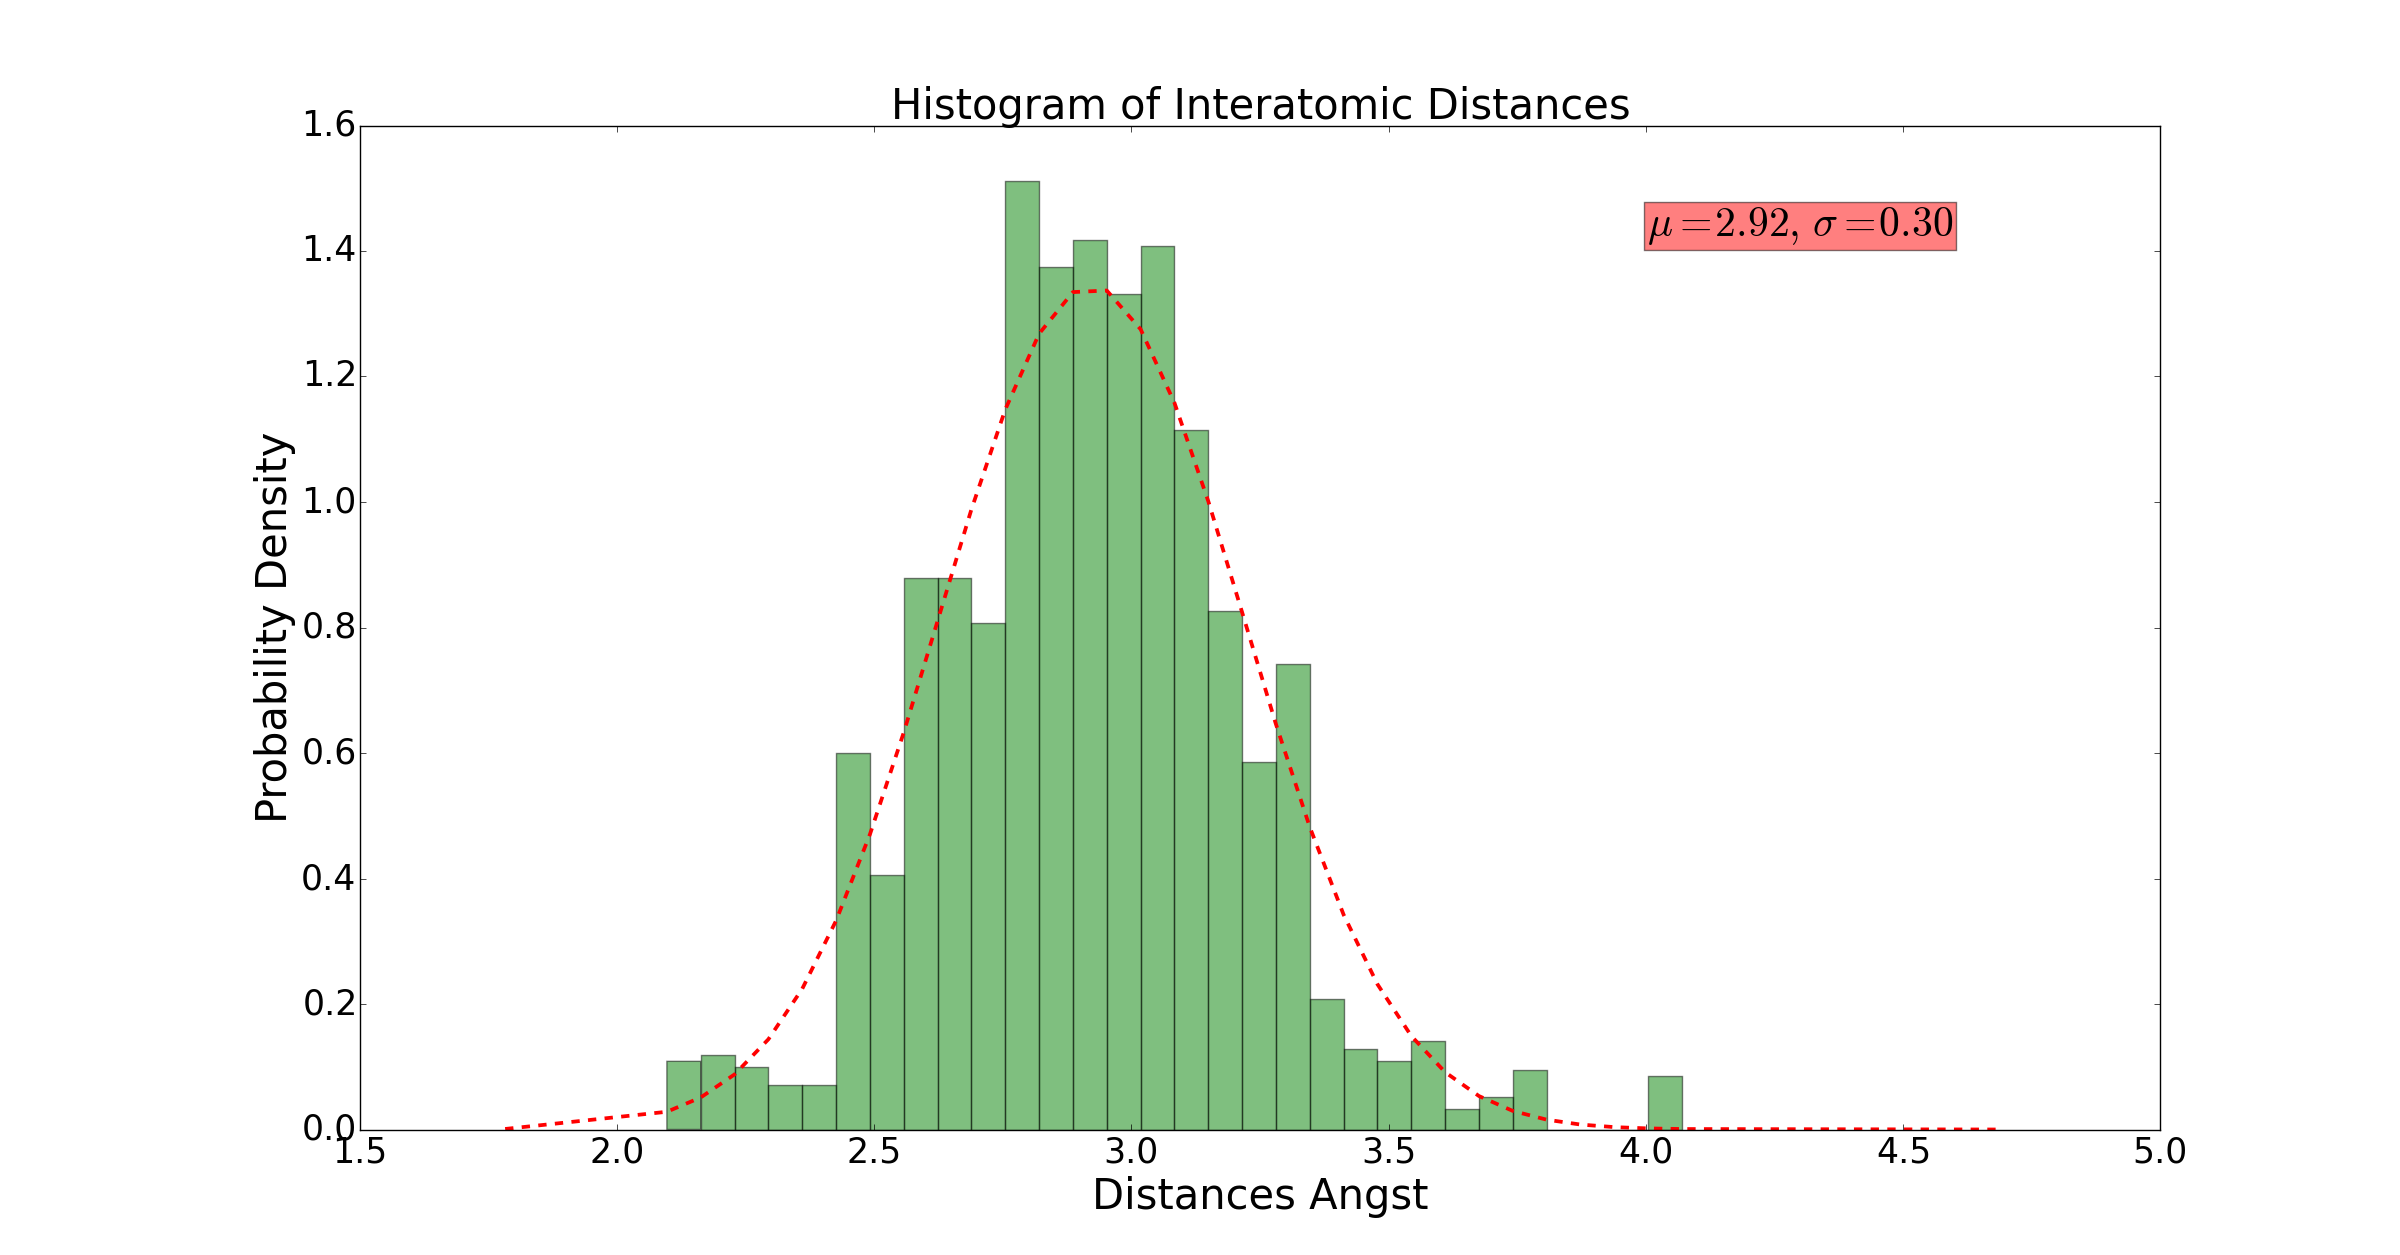 Histogram of Interatomic Distances
1.6
1.4
1.2
1.0
0.8
0.6
0.4
0.2
0.0
Probability Density
μ=2.92, σ=0.30
1.5 2.0 2.5 3.0 3.5 4.0 4.5 5.0
Distances Angst